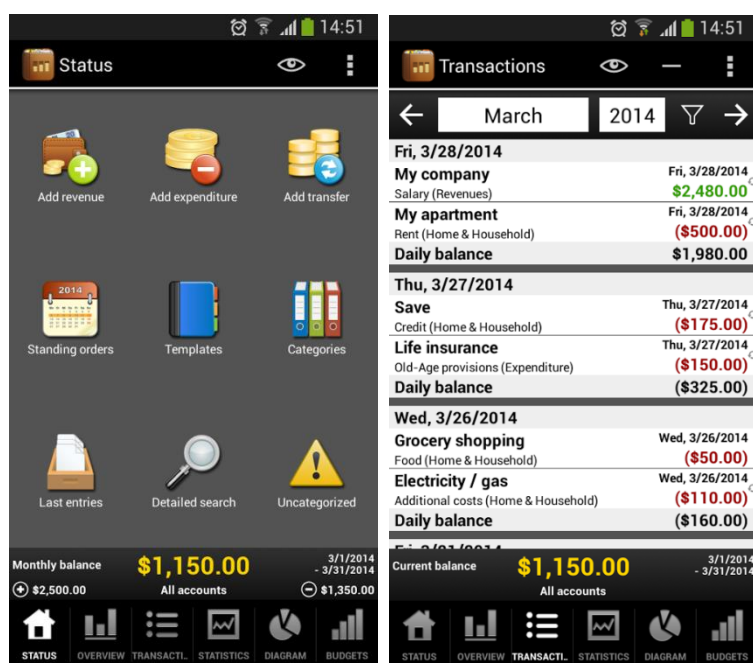 14:51
Status
Add revenue
Add expenditure
Add transfer
2014
Standing orders
Templates
Categories
Last entries
Detailed search
Uncategorized
Monthly balance
$1,150.00
3/1/2014
- 3/31/2014
$2,500.00
All accounts
$1,350.00
STATUS OVERVIEW TRANSACTI.. STATISTICS DIAGRAM BUDGETS
14:51
Transactions
March 2014
Fri, 3/28/2014
My company Fri, 3/28/2014
Salary (Revenues) $2,480.00
My apartment Fri, 3/28/2014
Rent (Home & Household) ($500.00)
Daily balance $1,980.00
Thu, 3/27/2014
Save Thu, 3/27/2014
Credit (Home & Household) ($175.00)
Life insurance Thu, 3/27/2014
Old-Age provisions (Expenditure) ($150.00)
Daily balance ($325.00)
Wed, 3/26/2014
Grocery shopping Wed, 3/26/2014
Food (Home & Household) ($50.00)
Electricity / gas Wed, 3/26/2014
Additional costs (Home & Household) ($110.00)
Daily balance ($160.00)
Current balance
$1,150.00
3/1/2014
- 3/31/2014
All accounts
STATUS OVERVIEW TRANSACTI.. STATISTICS DIAGRAM BUDGETS